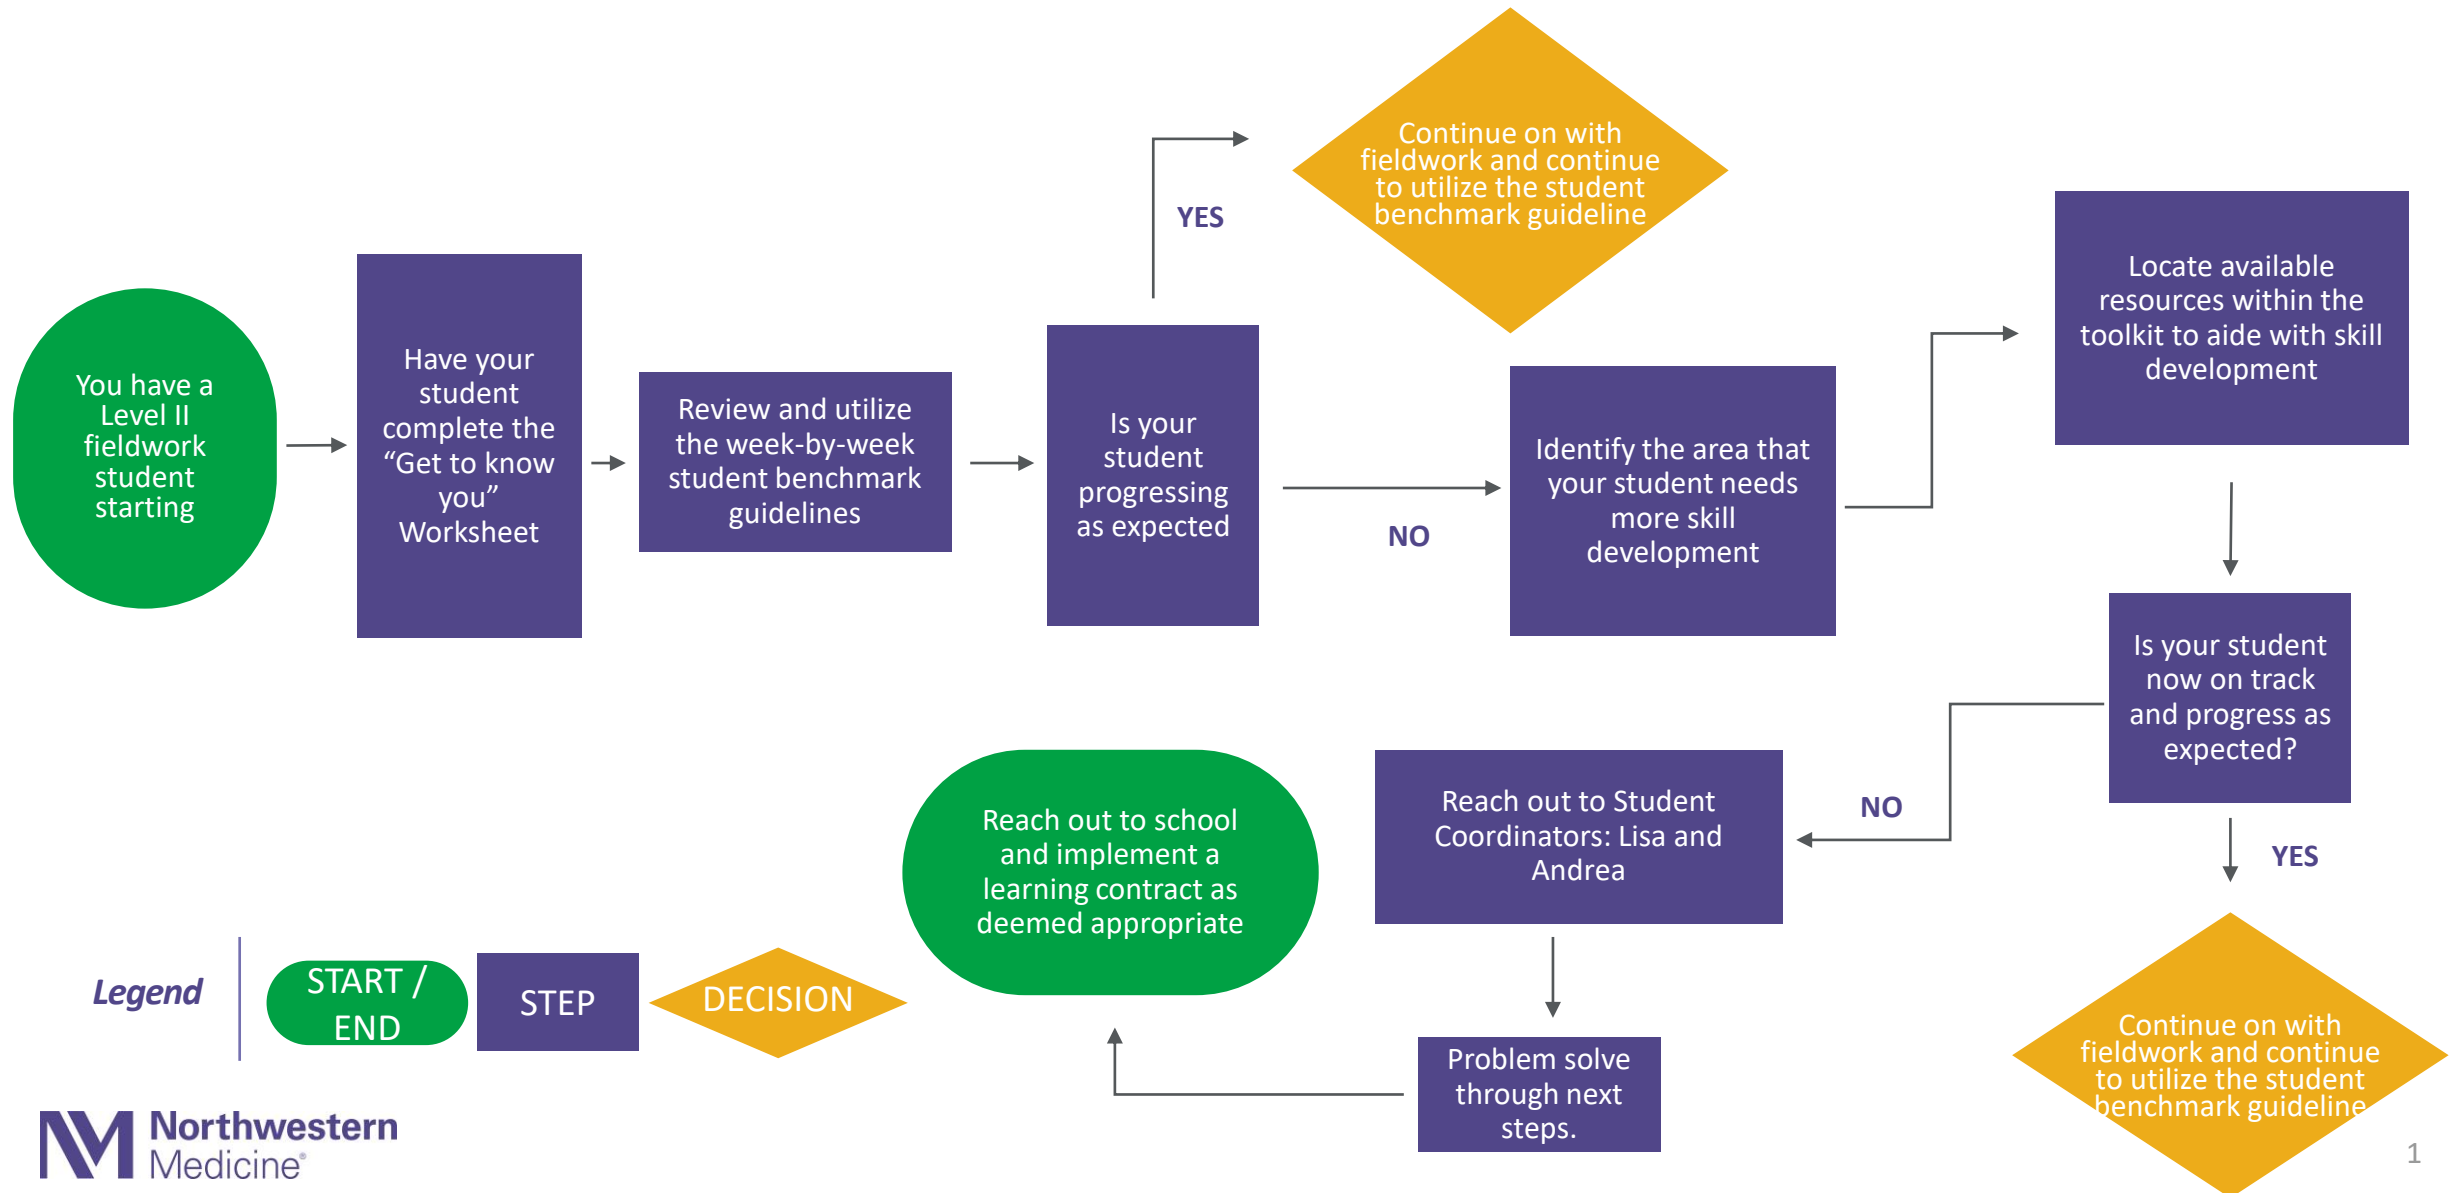 You have a
Level II
fieldwork
student
starting
Have your
student
complete the
“Get to know
you”
Worksheet
Review and utilize
the week-by-week
student benchmark
guidelines
Is your
student
progressing
as expected
YES
Continue on with
fieldwork and continue
to utilize the student
benchmark guideline
NO
Identify the area that
your student needs
more skill
development
Locate available
resources within the
toolkit to aide with skill
development
Is your student
now on track
and progress as
expected?
NO
YES
Reach out to Student
Coordinators: Lisa and
Andrea
Continue on with
fieldwork and continue
to utilize the student
benchmark guideline
Problem solve
through next
steps.
Reach out to school
and implement a
learning contract as
deemed appropriate
Legend
START /
END
STEP
DECISION
NM
Northwestern
Medicine®
1